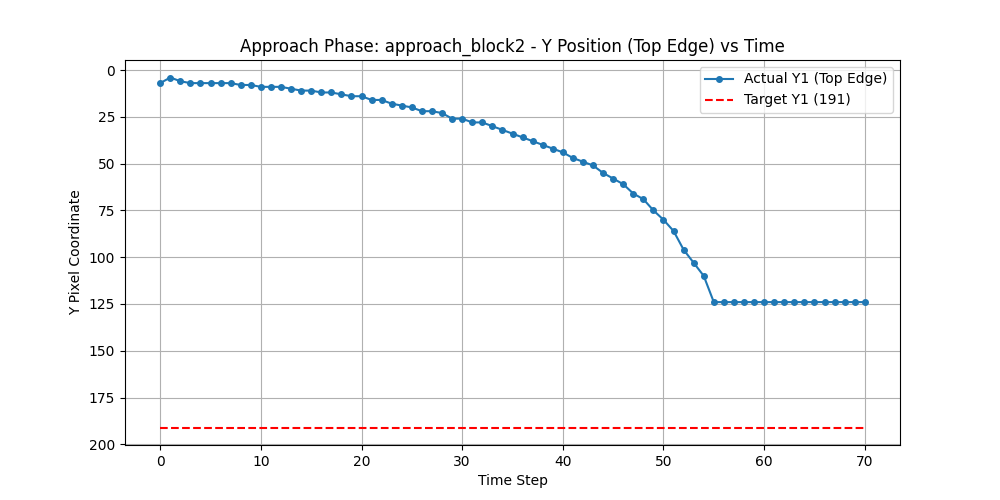 Approach Phase: approach_block2 - Y Position (Top Edge) vs Time
Actual Y1 (Top Edge)
Target Y1 (191)
Y Pixel Coordinate
0
25
50
75
100
125
150
175
200
0 10 20 30 40 50 60 70
Time Step